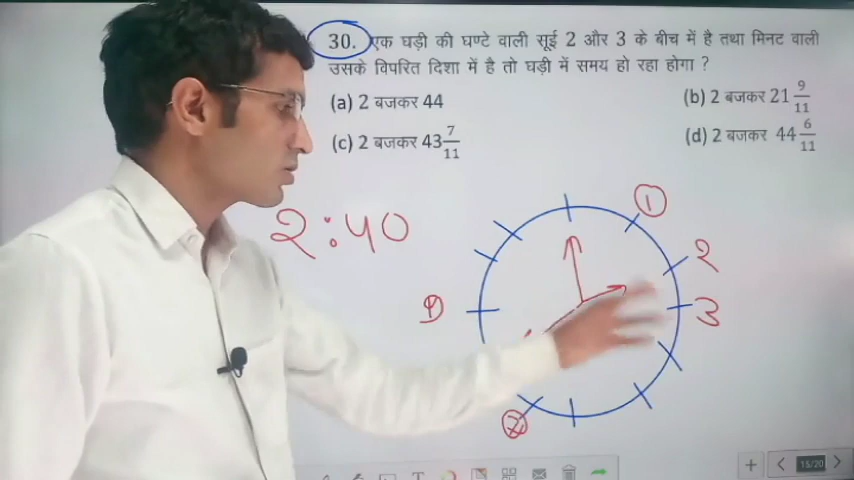 30. एक घड़ी की घण्टे वाली सूई 2 और 3 के बीच में है तथा मिनट वाली
उसके विपरित दिशा में है तो घड़ी में समय हो रहा होगा ?
(a) 2 बजकर 44 (b) 2 बजकर 21 9/11
(c) 2 बजकर 43 7/11 (d) 2 बजकर 44 6/11
2:40
1
2
3
15/20